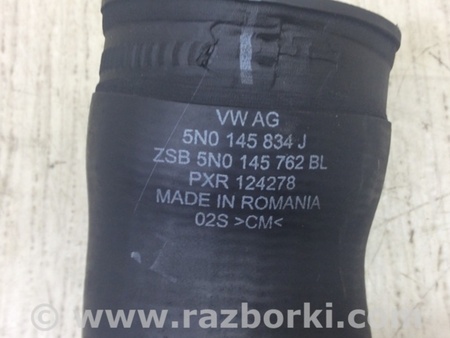 VW AG
5N0 145 834 J
ZSB 5N0 145 762 BL
PXR 124278
MADE IN ROMANIA
02S >CM<
© www.razborki.com